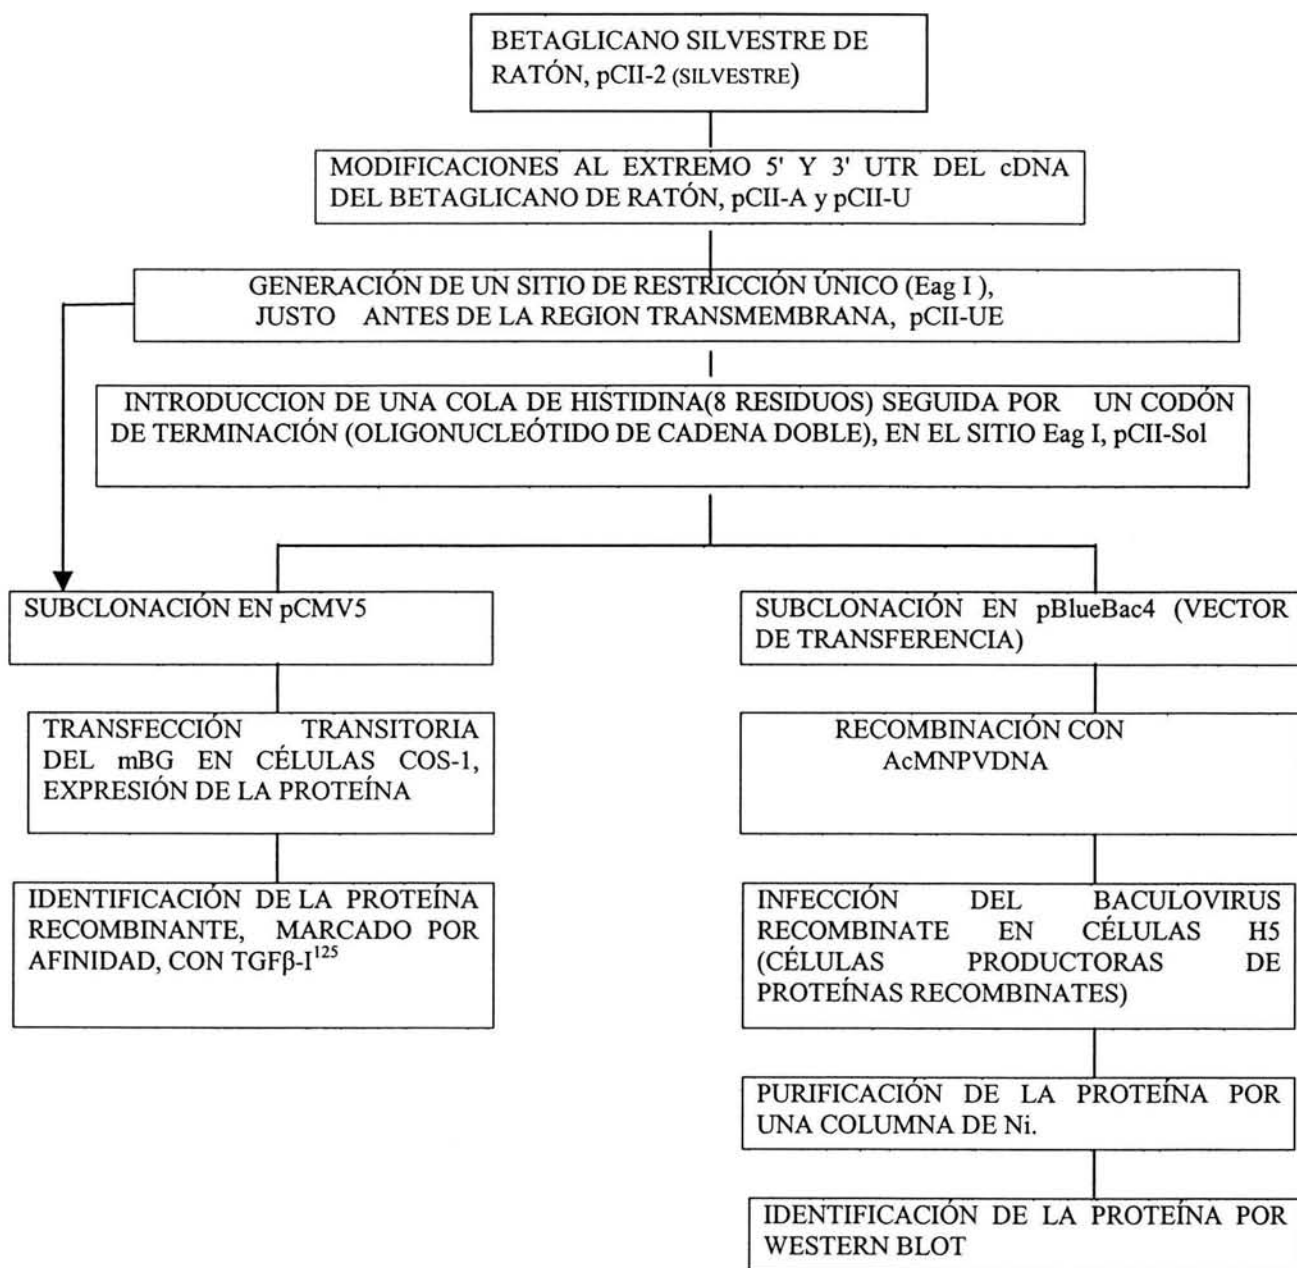 BETAGLICANO SILVESTRE DE
RATÓN, pCII-2 (SILVESTRE)
MODIFICACIONES AL EXTREMO 5' Y 3' UTR DEL cDNA
DEL BETAGLICANO DE RATÓN, pCII-A y pCII-U
GENERACIÓN DE UN SITIO DE RESTRICCIÓN ÚNICO (Eag I ),
JUSTO ANTES DE LA REGION TRANSMEMBRANA, pCII-UE
INTRODUCCION DE UNA COLA DE HISTIDINA(8 RESIDUOS) SEGUIDA POR UN CODÓN
DE TERMINACIÓN (OLIGONUCLEÓTIDO DE CADENA DOBLE), EN EL SITIO Eag I, pCII-Sol
SUBCLONACIÓN EN pCMV5
TRANSFECCIÓN TRANSITORIA
DEL mBG EN CÉLULAS COS-1,
EXPRESIÓN DE LA PROTEÍNA
IDENTIFICACIÓN DE LA PROTEÍNA
RECOMBINANTE, MARCADO POR
AFINIDAD, CON TGFβ-I¹²⁵
SUBCLONACIÓN EN pBlueBac4 (VECTOR
DE TRANSFERENCIA)
RECOMBINACIÓN CON
AcMNPVDNA
INFECCIÓN DEL BACULOVIRUS
RECOMBINATE EN CÉLULAS H5
(CÉLULAS PRODUCTORAS DE
PROTEÍNAS RECOMBINATES)
PURIFICACIÓN DE LA PROTEÍNA POR
UNA COLUMNA DE Ni.
IDENTIFICACIÓN DE LA PROTEÍNA POR
WESTERN BLOT